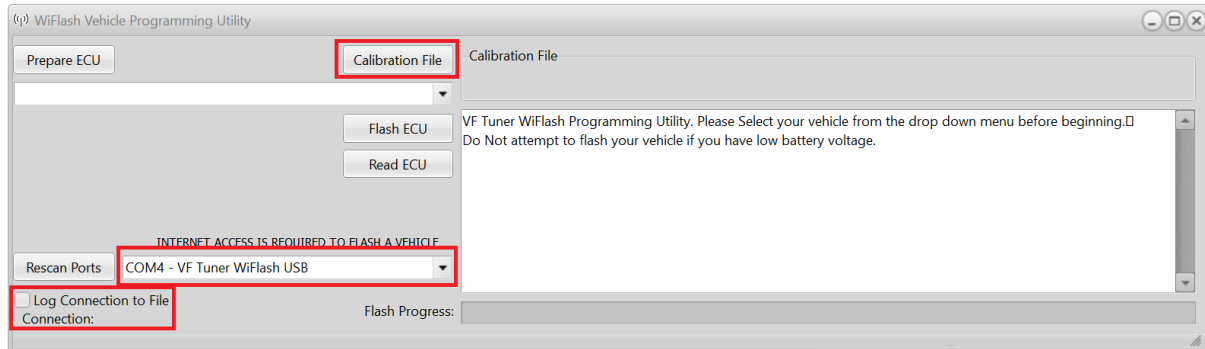 WiFlash Vehicle Programming Utility
Prepare ECU
Calibration File
Calibration File
Flash ECU
Read ECU
VF Tuner WiFlash Programming Utility. Please Select your vehicle from the drop down menu before beginning.
Do Not attempt to flash your vehicle if you have low battery voltage.
INTERNET ACCESS IS REQUIRED TO FLASH A VEHICLE
Rescan Ports
COM4 - VF Tuner WiFlash USB
Log Connection to File
Connection:
Flash Progress: